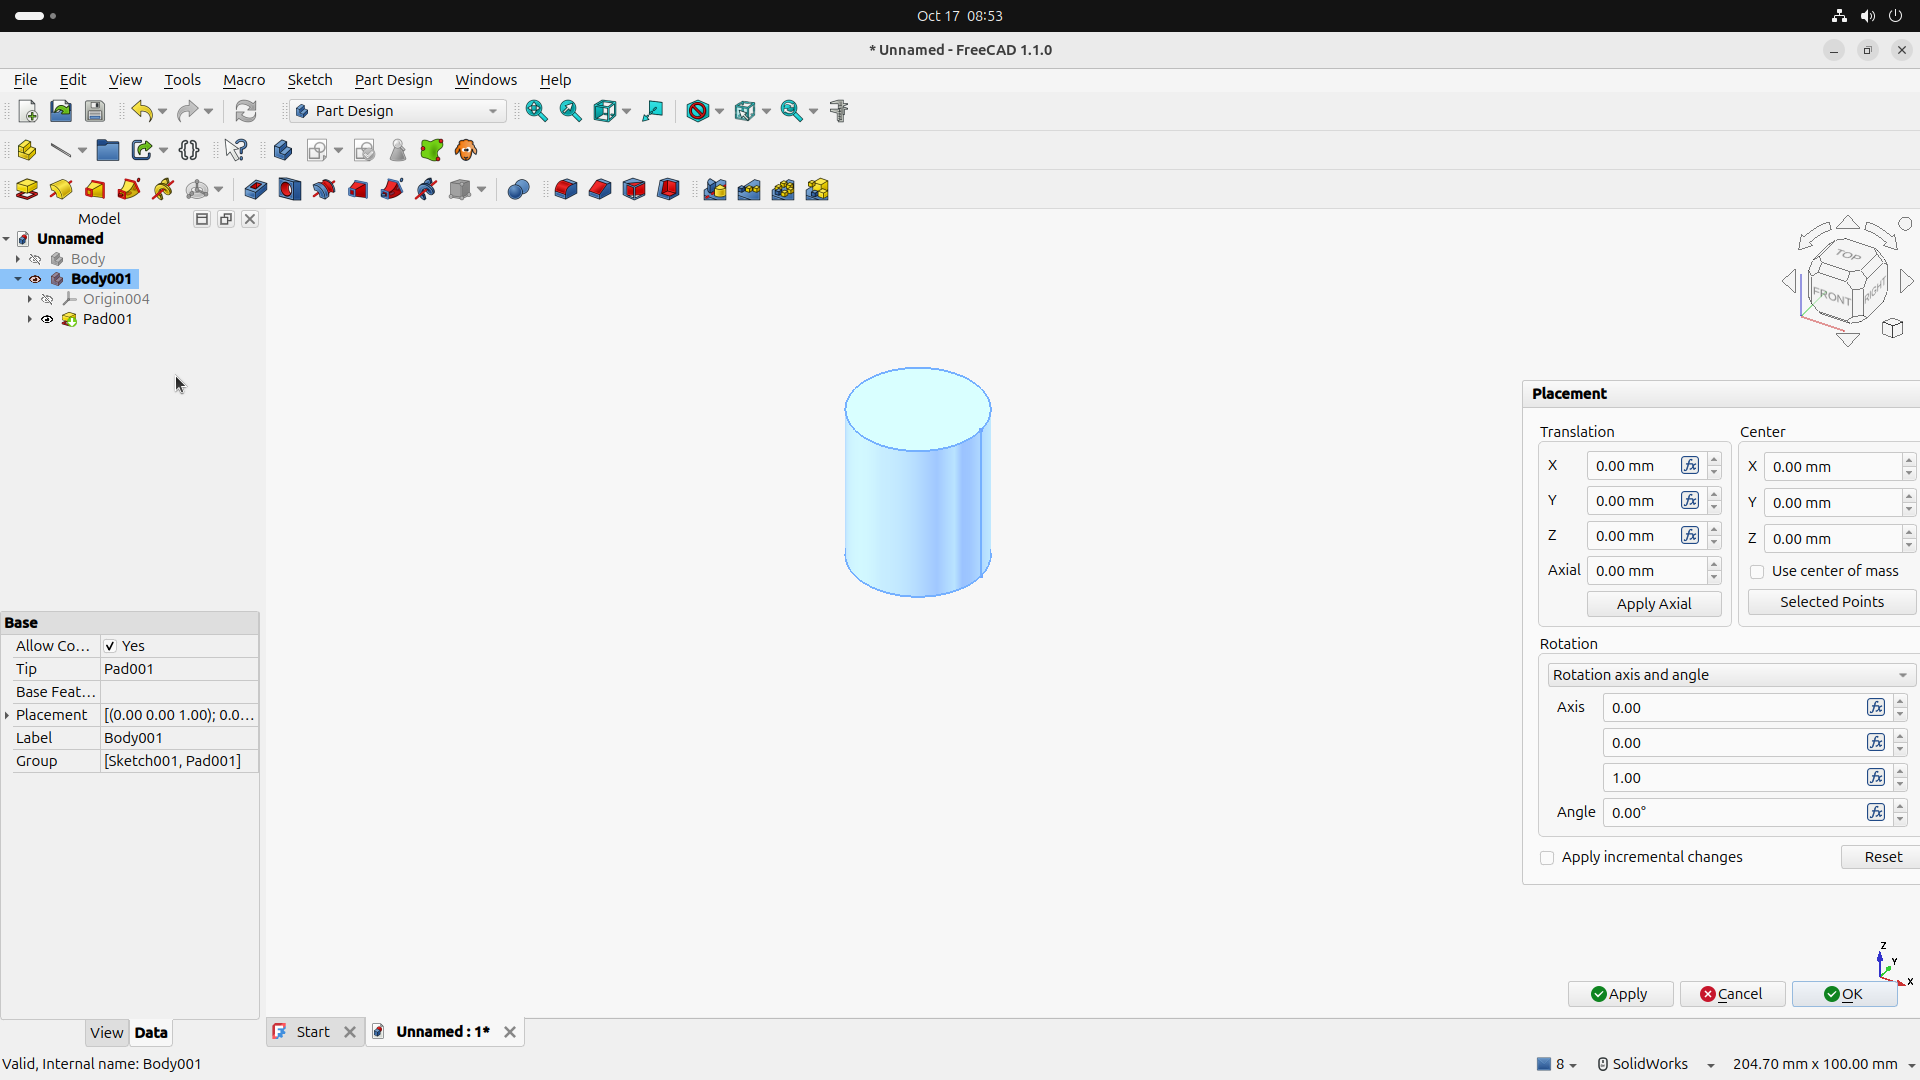 Oct 17  08:53
* Unnamed - FreeCAD 1.1.0
File Edit View Tools Macro Sketch Part Design Windows Help
Part Design
Model
Unnamed
Body
Body001
Origin004
Pad001
TOP
FRONT
RIGHT
Placement
Translation
X 0.00 mm
Y 0.00 mm
Z 0.00 mm
Axial 0.00 mm
Apply Axial
Center
X 0.00 mm
Y 0.00 mm
Z 0.00 mm
Use center of mass
Selected Points
Rotation
Rotation axis and angle
Axis 0.00
0.00
1.00
Angle 0.00°
Apply incremental changes
Reset
Base
Allow Co... Yes
Tip Pad001
Base Feat...
Placement [(0.00 0.00 1.00); 0.0...
Label Body001
Group [Sketch001, Pad001]
Z
Y
X
Apply Cancel OK
View Data
Start
Unnamed : 1*
Valid, Internal name: Body001
8
SolidWorks
204.70 mm x 100.00 mm